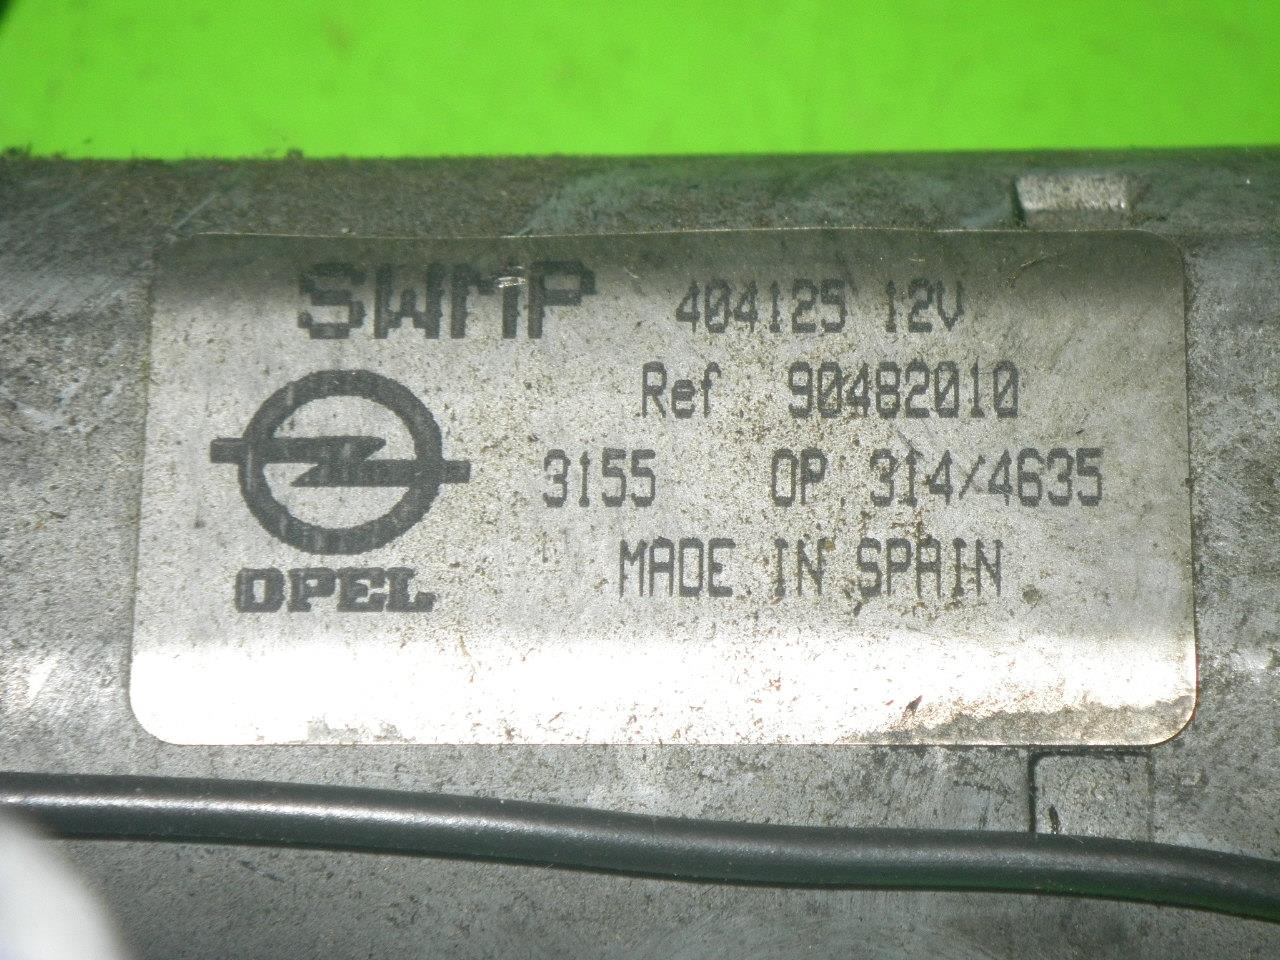 SWMP 404125 12V
Ref 90482010
3155 OP 314/4635
OPEL MADE IN SPAIN